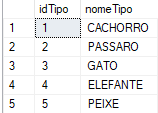 idTipo nomeTipo
1 1 CACHORRO
2 2 PASSARO
3 3 GATO
4 4 ELEFANTE
5 5 PEIXE